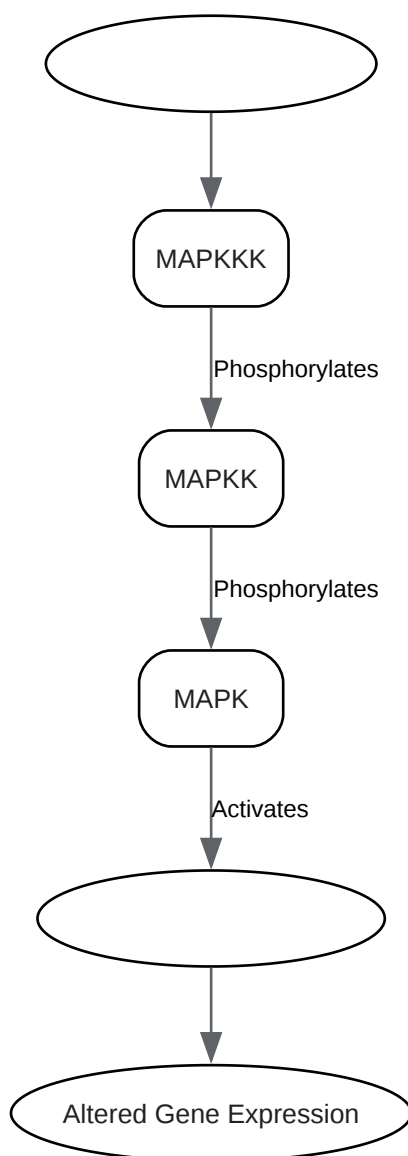 MAPKKK
Phosphorylates
MAPKK
Phosphorylates
MAPK
Activates
Altered Gene Expression